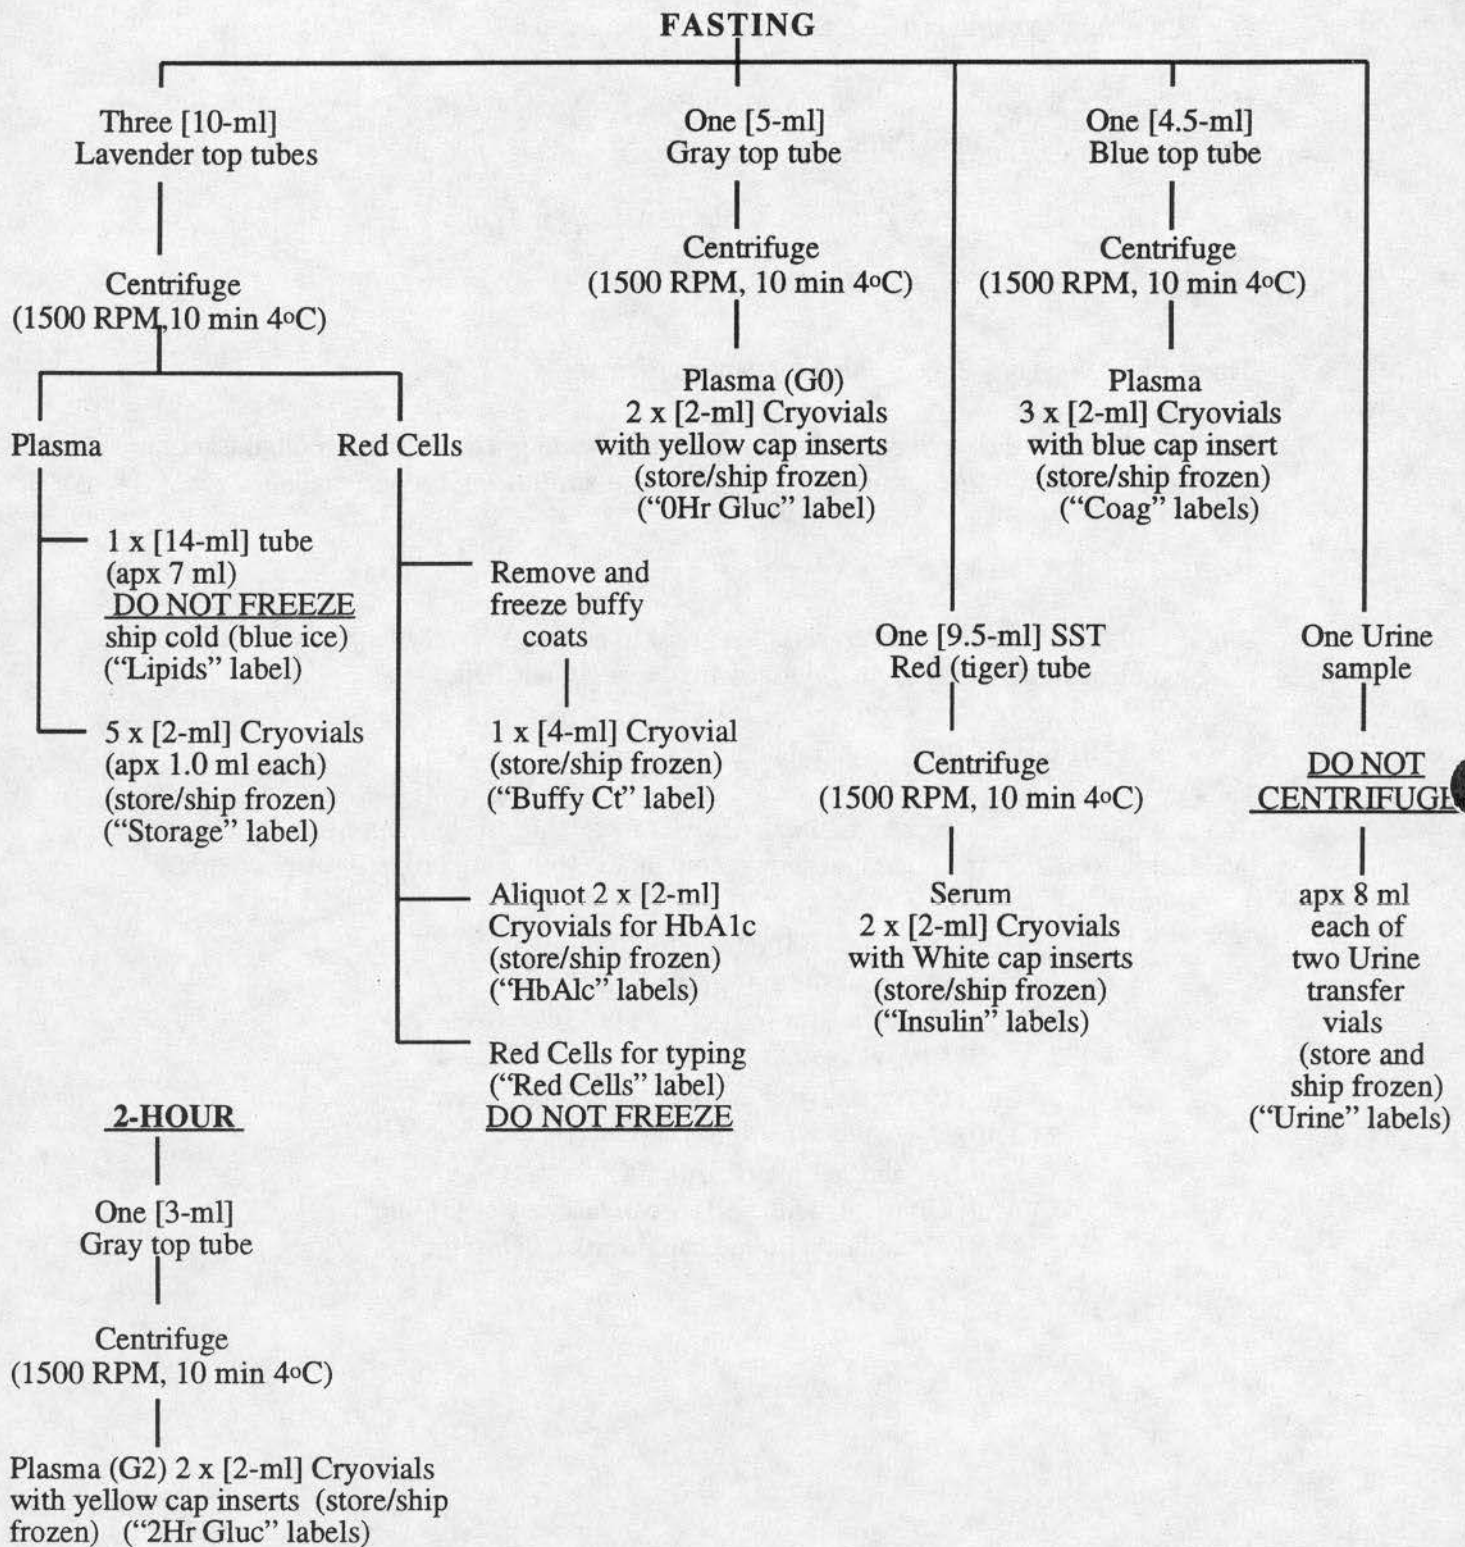 FASTING
Three [10-ml]
Lavender top tubes
Centrifuge
(1500 RPM,10 min 4oC)
Plasma
1 x [14-ml] tube
(apx 7 ml)
DO NOT FREEZE
ship cold (blue ice)
(“Lipids” label)
5 x [2-ml] Cryovials
(apx 1.0 ml each)
(store/ship frozen)
(“Storage” label)
Red Cells
Remove and
freeze buffy
coats
1 x [4-ml] Cryovial
(store/ship frozen)
(“Buffy Ct” label)
Aliquot 2 x [2-ml]
Cryovials for HbA1c
(store/ship frozen)
(“HbAlc” labels)
Red Cells for typing
(“Red Cells” label)
DO NOT FREEZE
One [5-ml]
Gray top tube
Centrifuge
(1500 RPM, 10 min 4oC)
Plasma (G0)
2 x [2-ml] Cryovials
with yellow cap inserts
(store/ship frozen)
(“0Hr Gluc” label)
One [9.5-ml] SST
Red (tiger) tube
Centrifuge
(1500 RPM, 10 min 4oC)
Serum
2 x [2-ml] Cryovials
with White cap inserts
(store/ship frozen)
(“Insulin” labels)
One [4.5-ml]
Blue top tube
Centrifuge
(1500 RPM, 10 min 4oC)
Plasma
3 x [2-ml] Cryovials
with blue cap insert
(store/ship frozen)
(“Coag” labels)
One Urine
sample
DO NOT
CENTRIFUGE
apx 8 ml
each of
two Urine
transfer
vials
(store and
ship frozen)
(“Urine” labels)
2-HOUR
One [3-ml]
Gray top tube
Centrifuge
(1500 RPM, 10 min 4oC)
Plasma (G2) 2 x [2-ml] Cryovials
with yellow cap inserts (store/ship
frozen) (“2Hr Gluc” labels)